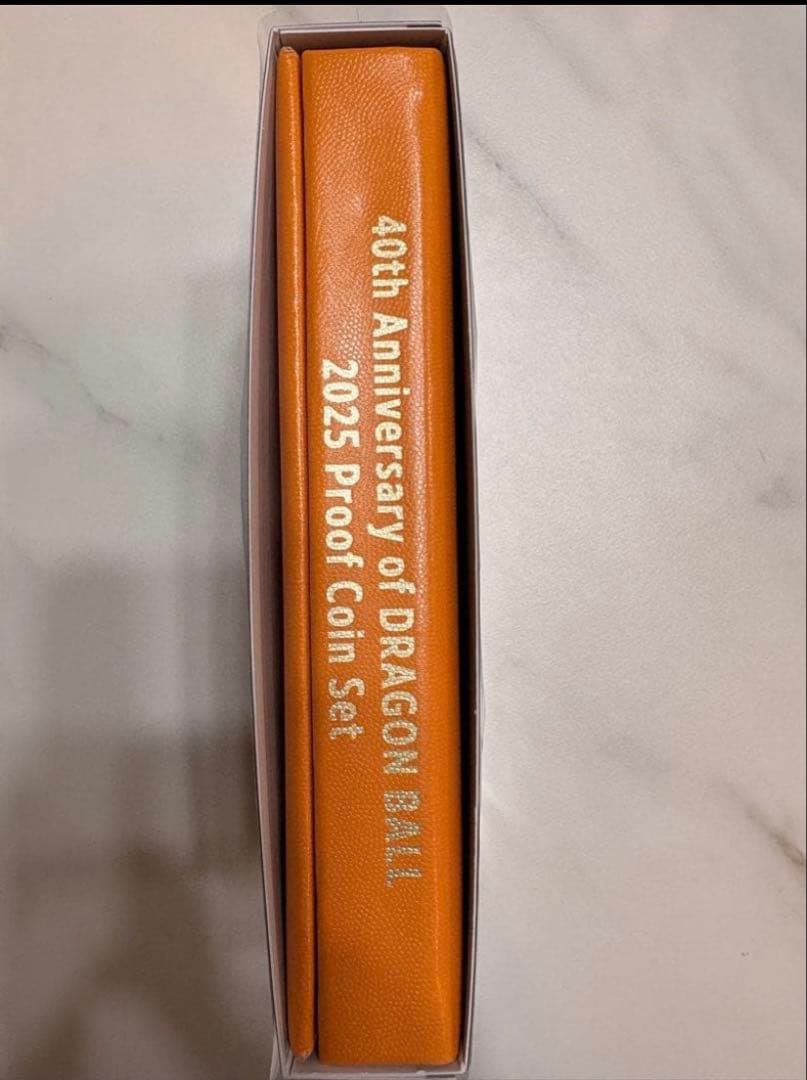 40th Anniversary of DRAGON BALL
2025 Proof Coin Set